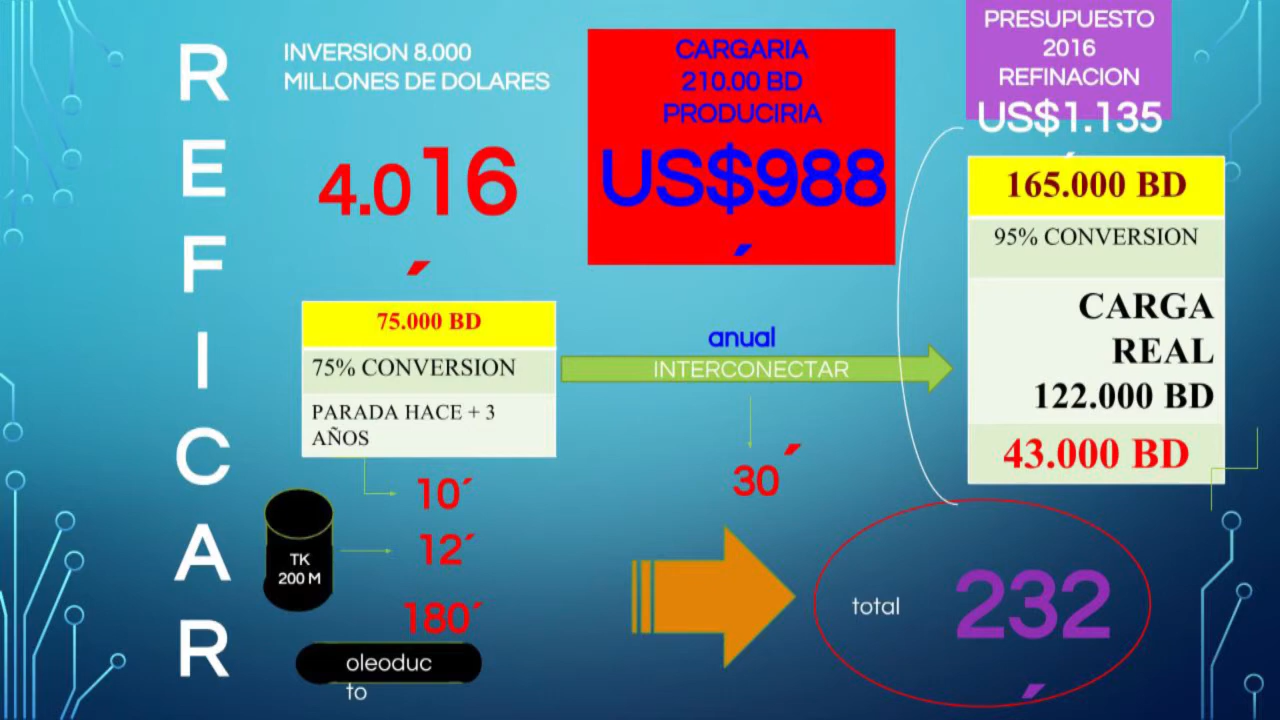 REFICAR
INVERSION 8.000
MILLONES DE DOLARES
4.016
´
75.000 BD
75% CONVERSION
PARADA HACE + 3
AÑOS
10´
TK
200 M
12´
180´
oleoduc
to
CARGARIA
210.00 BD
PRODUCIRIA
US$988
´
anual
INTERCONECTAR
30´
PRESUPUESTO
2016
REFINACION
US$1.135
´
165.000 BD
95% CONVERSION
CARGA
REAL
122.000 BD
43.000 BD
total
232
´